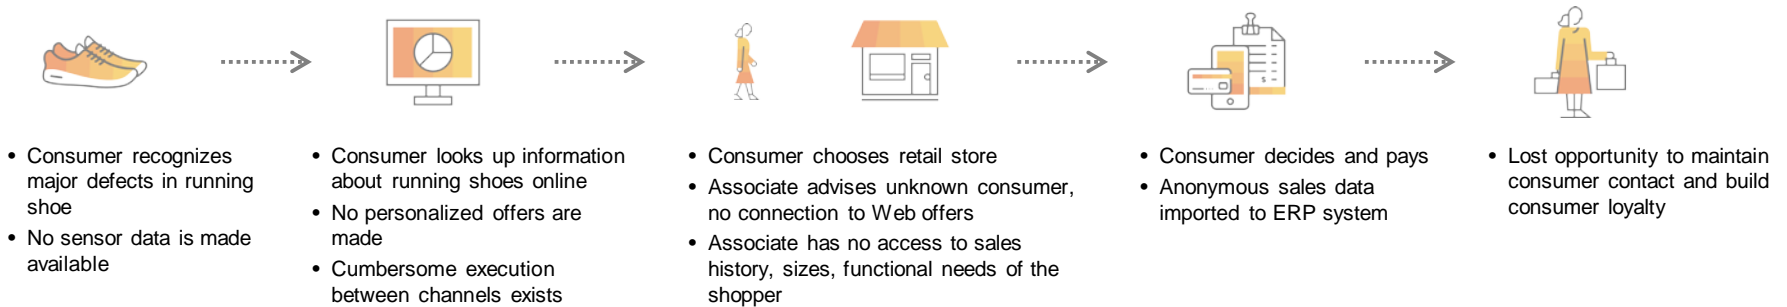 • Consumer recognizes
major defects in running
shoe
• No sensor data is made
available
• Consumer looks up information
about running shoes online
• No personalized offers are
made
• Cumbersome execution
between channels exists
• Consumer chooses retail store
• Associate advises unknown consumer,
no connection to Web offers
• Associate has no access to sales
history, sizes, functional needs of the
shopper
$
• Consumer decides and pays
• Anonymous sales data
imported to ERP system
• Lost opportunity to maintain
consumer contact and build
consumer loyalty